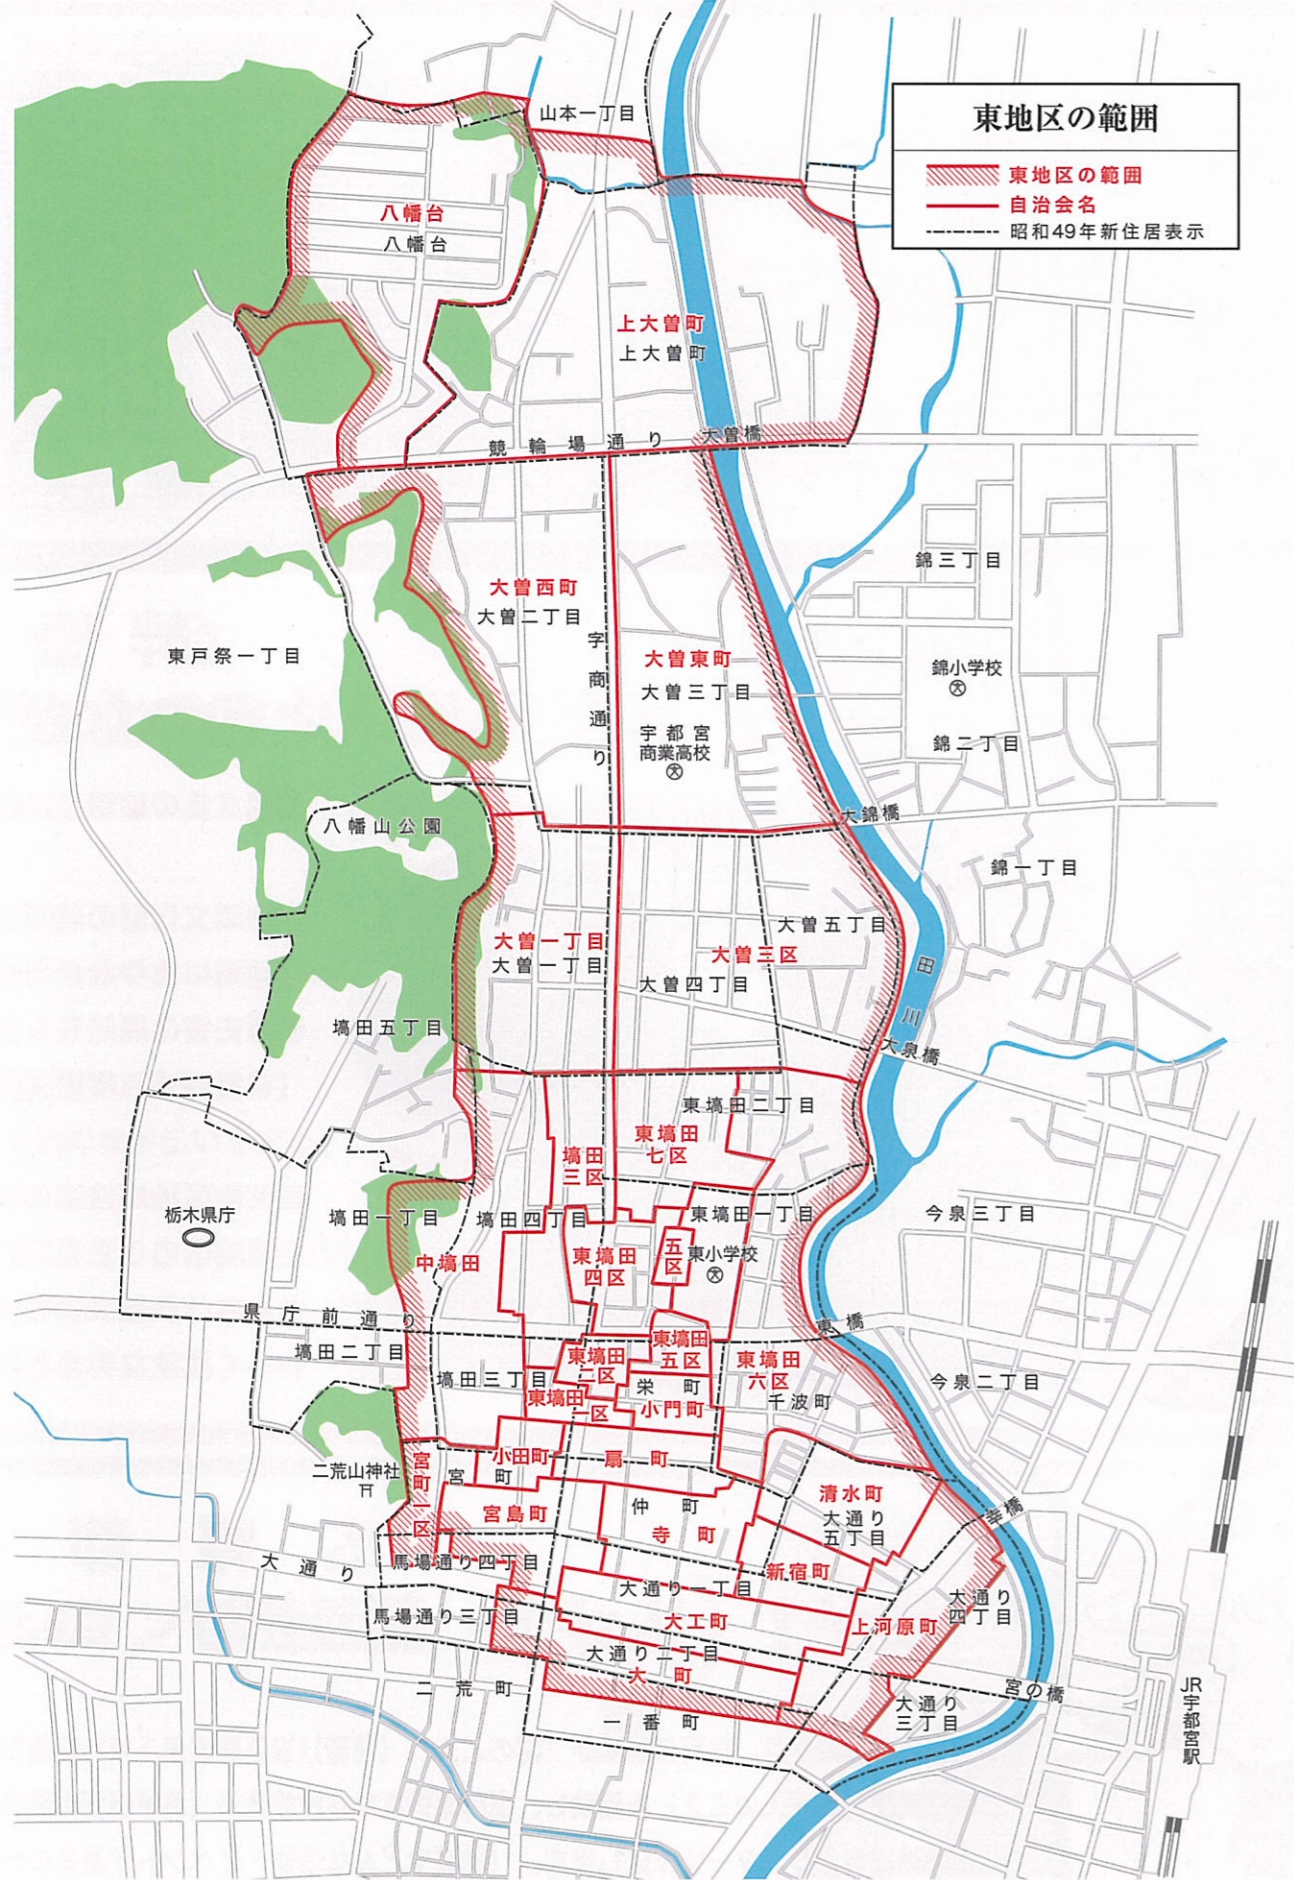 東地区の範囲
東地区の範囲
自治会名
昭和49年新住居表示
山本一丁目
八幡台
八幡台
上大曽町
上大曽町
競輪場通り
大曽橋
錦三丁目
大曽西町
大曽二丁目
字商通り
東戸祭一丁目
大曽東町
大曽三丁目
宇都宮
商業高校
錦小学校
錦二丁目
大錦橋
八幡山公園
錦一丁目
大曽五丁目
大曽一丁目
大曽一丁目
大曽三区
大曽四丁目
田川
塙田五丁目
大泉橋
東塙田二丁目
東塙田
七区
塙田
三区
栃木県庁
塙田一丁目
塙田四丁目
東塙田一丁目
今泉三丁目
中塙田
東塙田
四区
五区
東小学校
県庁前通り
東橋
塙田二丁目
東塙田
五区
東塙田
二区
東塙田
六区
塙田三丁目
栄町
今泉二丁目
東塙田
一区
小門町
千波町
二荒山神社
宮町一区
宮町
小田町
扇町
宮島町
仲町
寺町
清水町
大通り
五丁目
幸橋
大通り
馬場通り四丁目
新宿町
大通り一丁目
大通り
四丁目
馬場通り三丁目
大工町
上河原町
大通り二丁目
大町
二荒町
宮の橋
一番町
大通り
三丁目
JR宇都宮駅